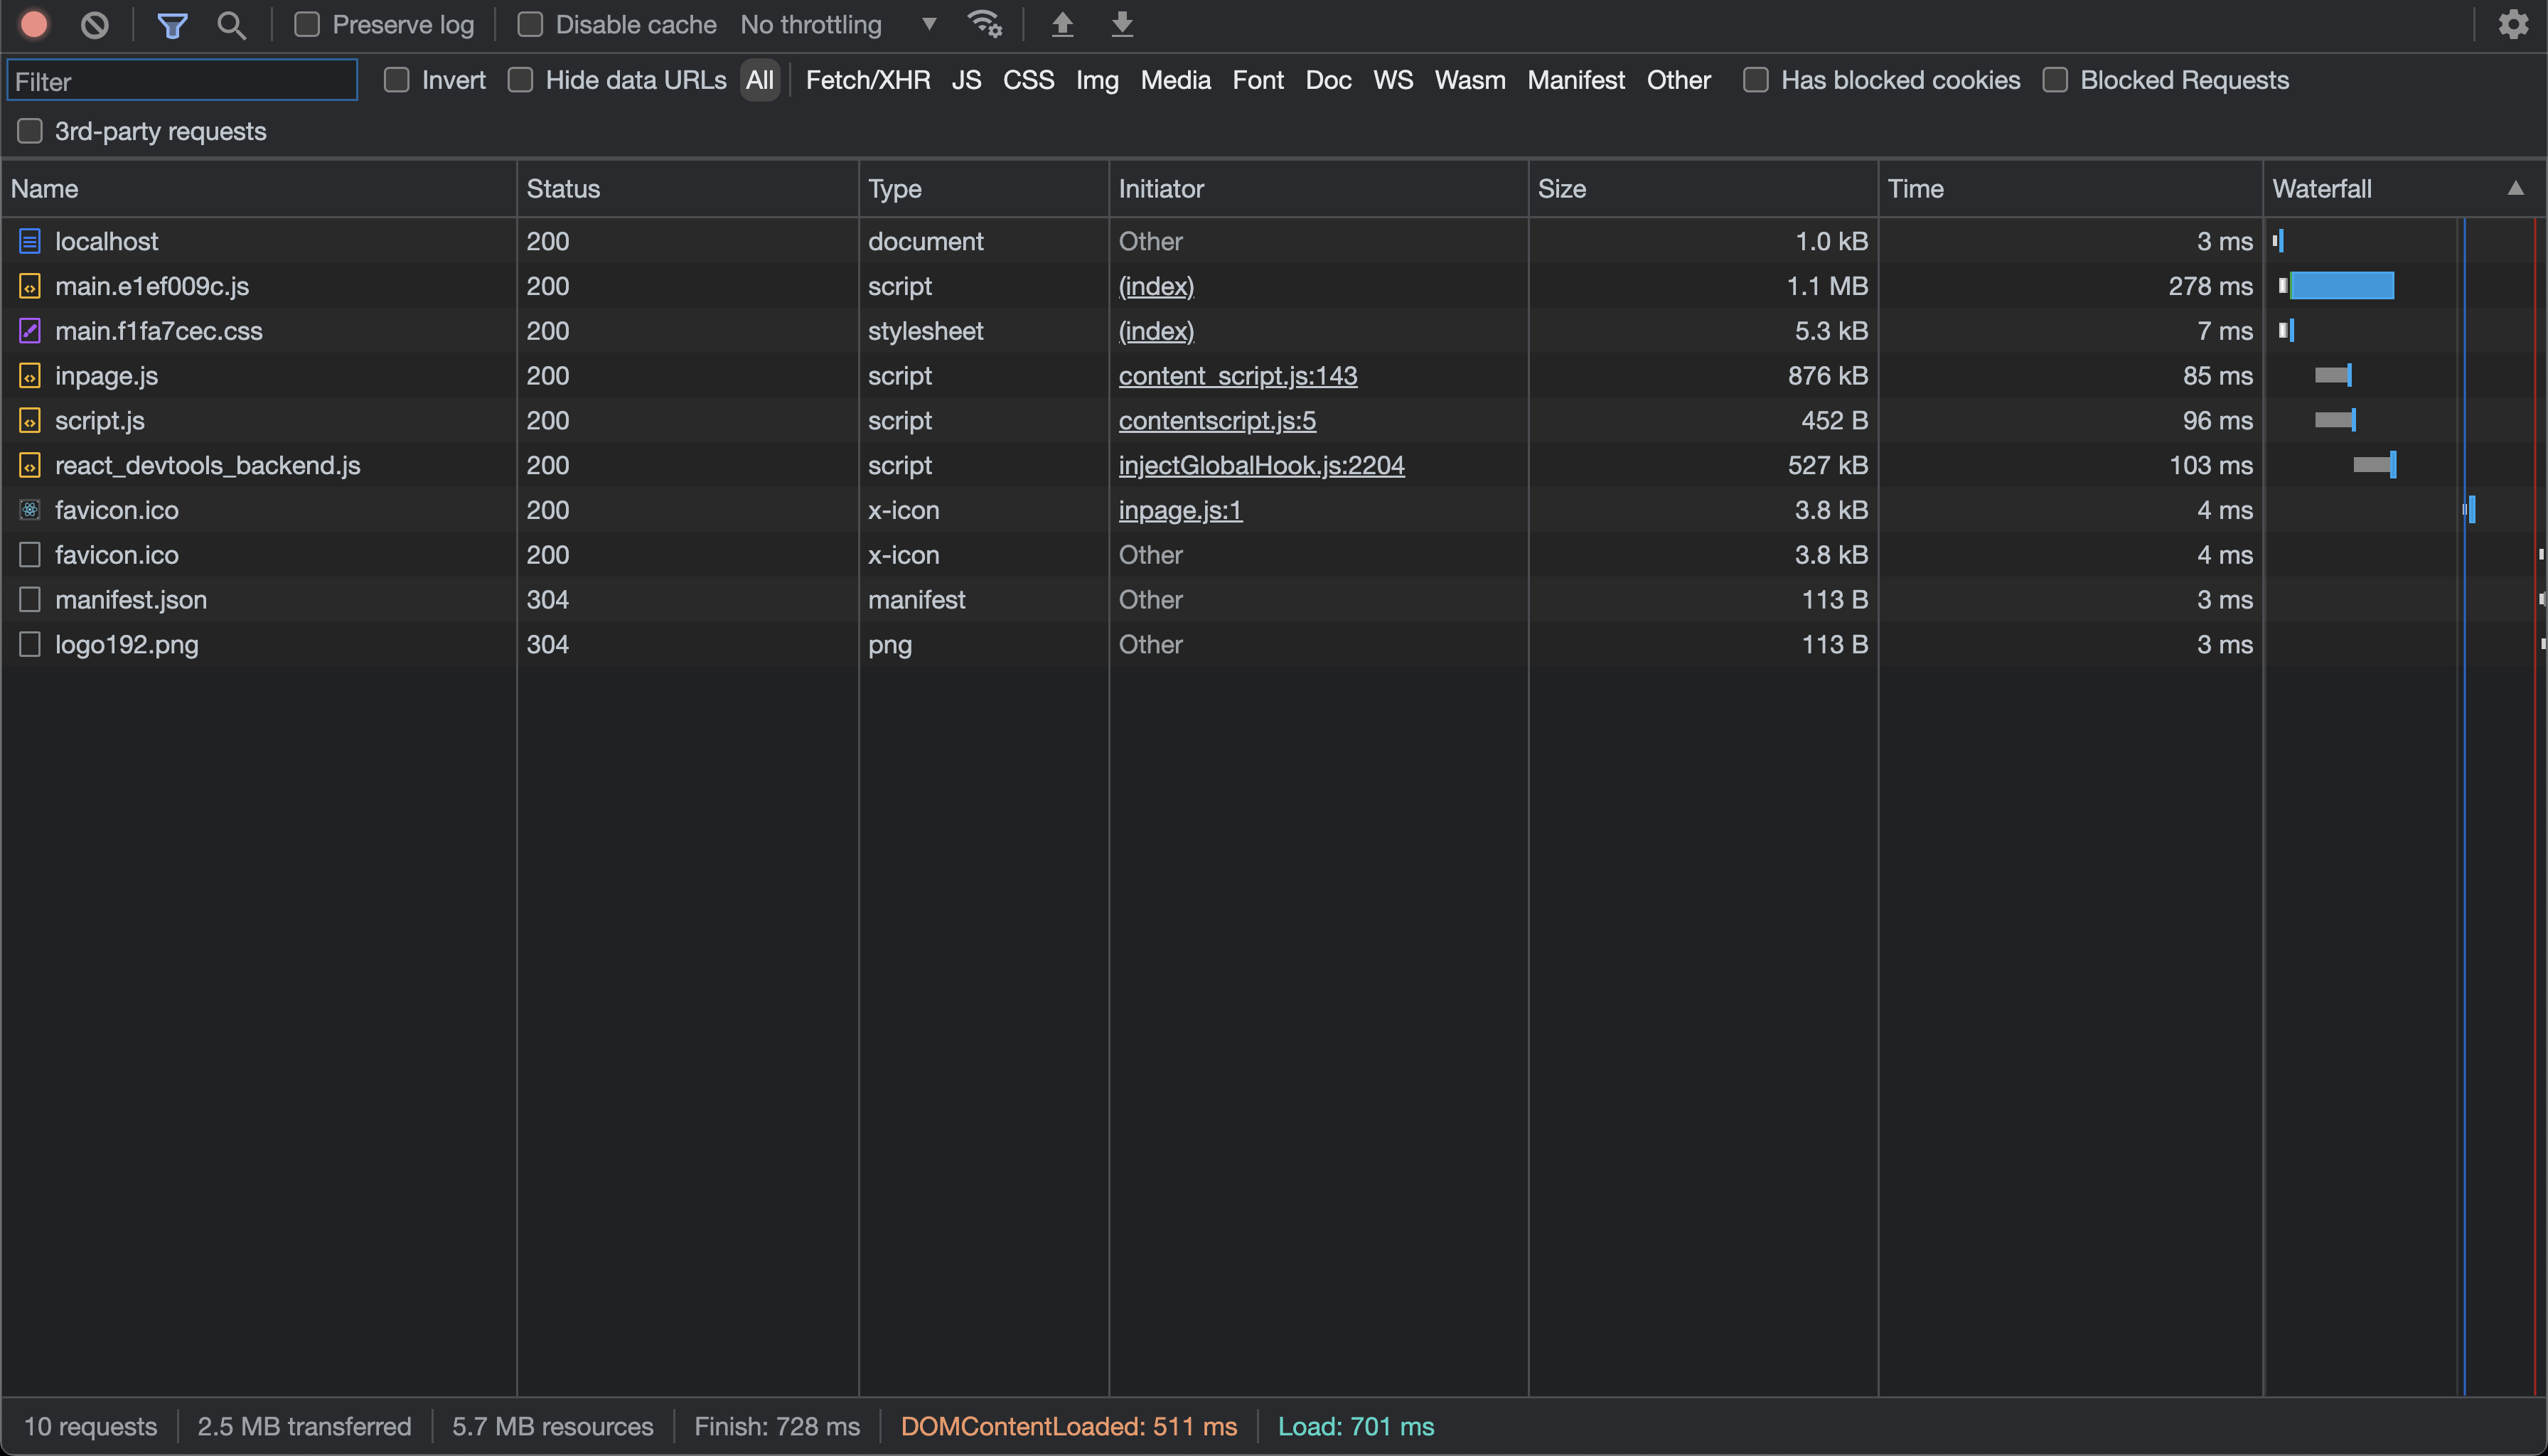 Preserve log Disable cache No throttling
Filter Invert Hide data URLs All Fetch/XHR JS CSS Img Media Font Doc WS Wasm Manifest Other Has blocked cookies Blocked Requests
3rd-party requests
Name Status Type Initiator Size Time Waterfall
localhost 200 document Other 1.0 kB 3 ms
main.e1ef009c.js 200 script (index) 1.1 MB 278 ms
main.f1fa7cec.css 200 stylesheet (index) 5.3 kB 7 ms
inpage.js 200 script content_script.js:143 876 kB 85 ms
script.js 200 script contentscript.js:5 452 B 96 ms
react_devtools_backend.js 200 script injectGlobalHook.js:2204 527 kB 103 ms
favicon.ico 200 x-icon inpage.js:1 3.8 kB 4 ms
favicon.ico 200 x-icon Other 3.8 kB 4 ms
manifest.json 304 manifest Other 113 B 3 ms
logo192.png 304 png Other 113 B 3 ms
10 requests 2.5 MB transferred 5.7 MB resources Finish: 728 ms DOMContentLoaded: 511 ms Load: 701 ms